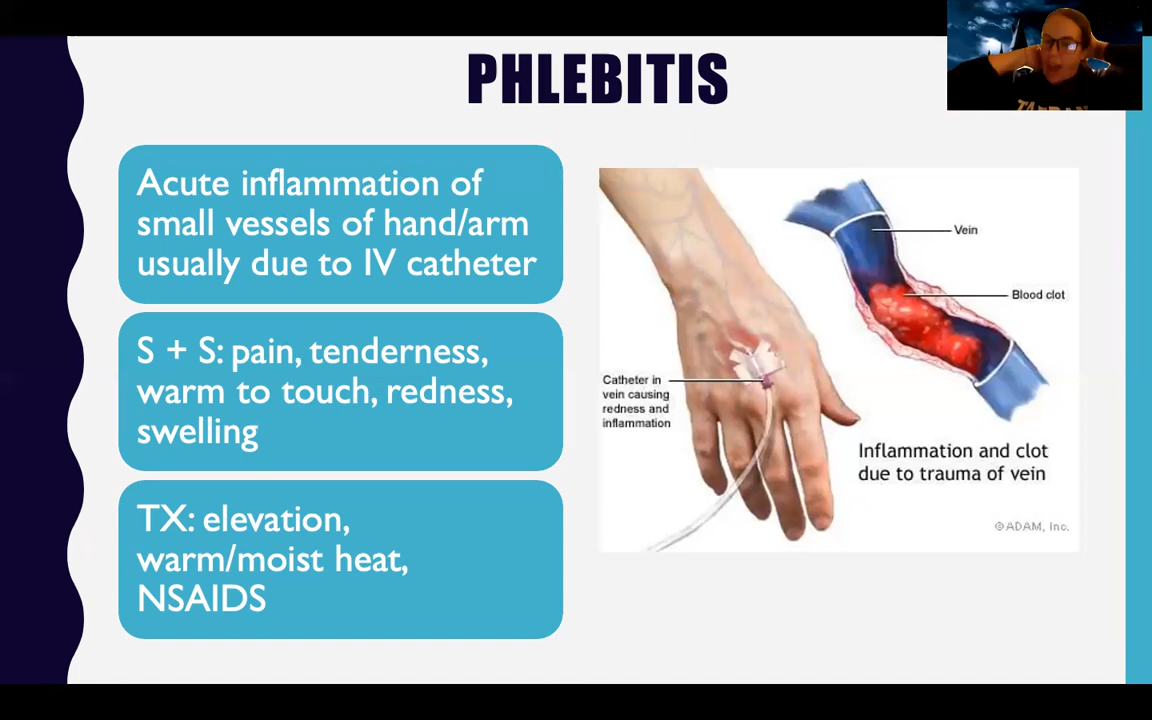 PHLEBITIS
Acute inflammation of
small vessels of hand/arm
usually due to IV catheter
S + S: pain, tenderness,
warm to touch, redness,
swelling
TX: elevation,
warm/moist heat,
NSAIDS
Vein
Blood clot
Catheter in
vein causing
redness and
inflammation
Inflammation and clot
due to trauma of vein
©ADAM, Inc.